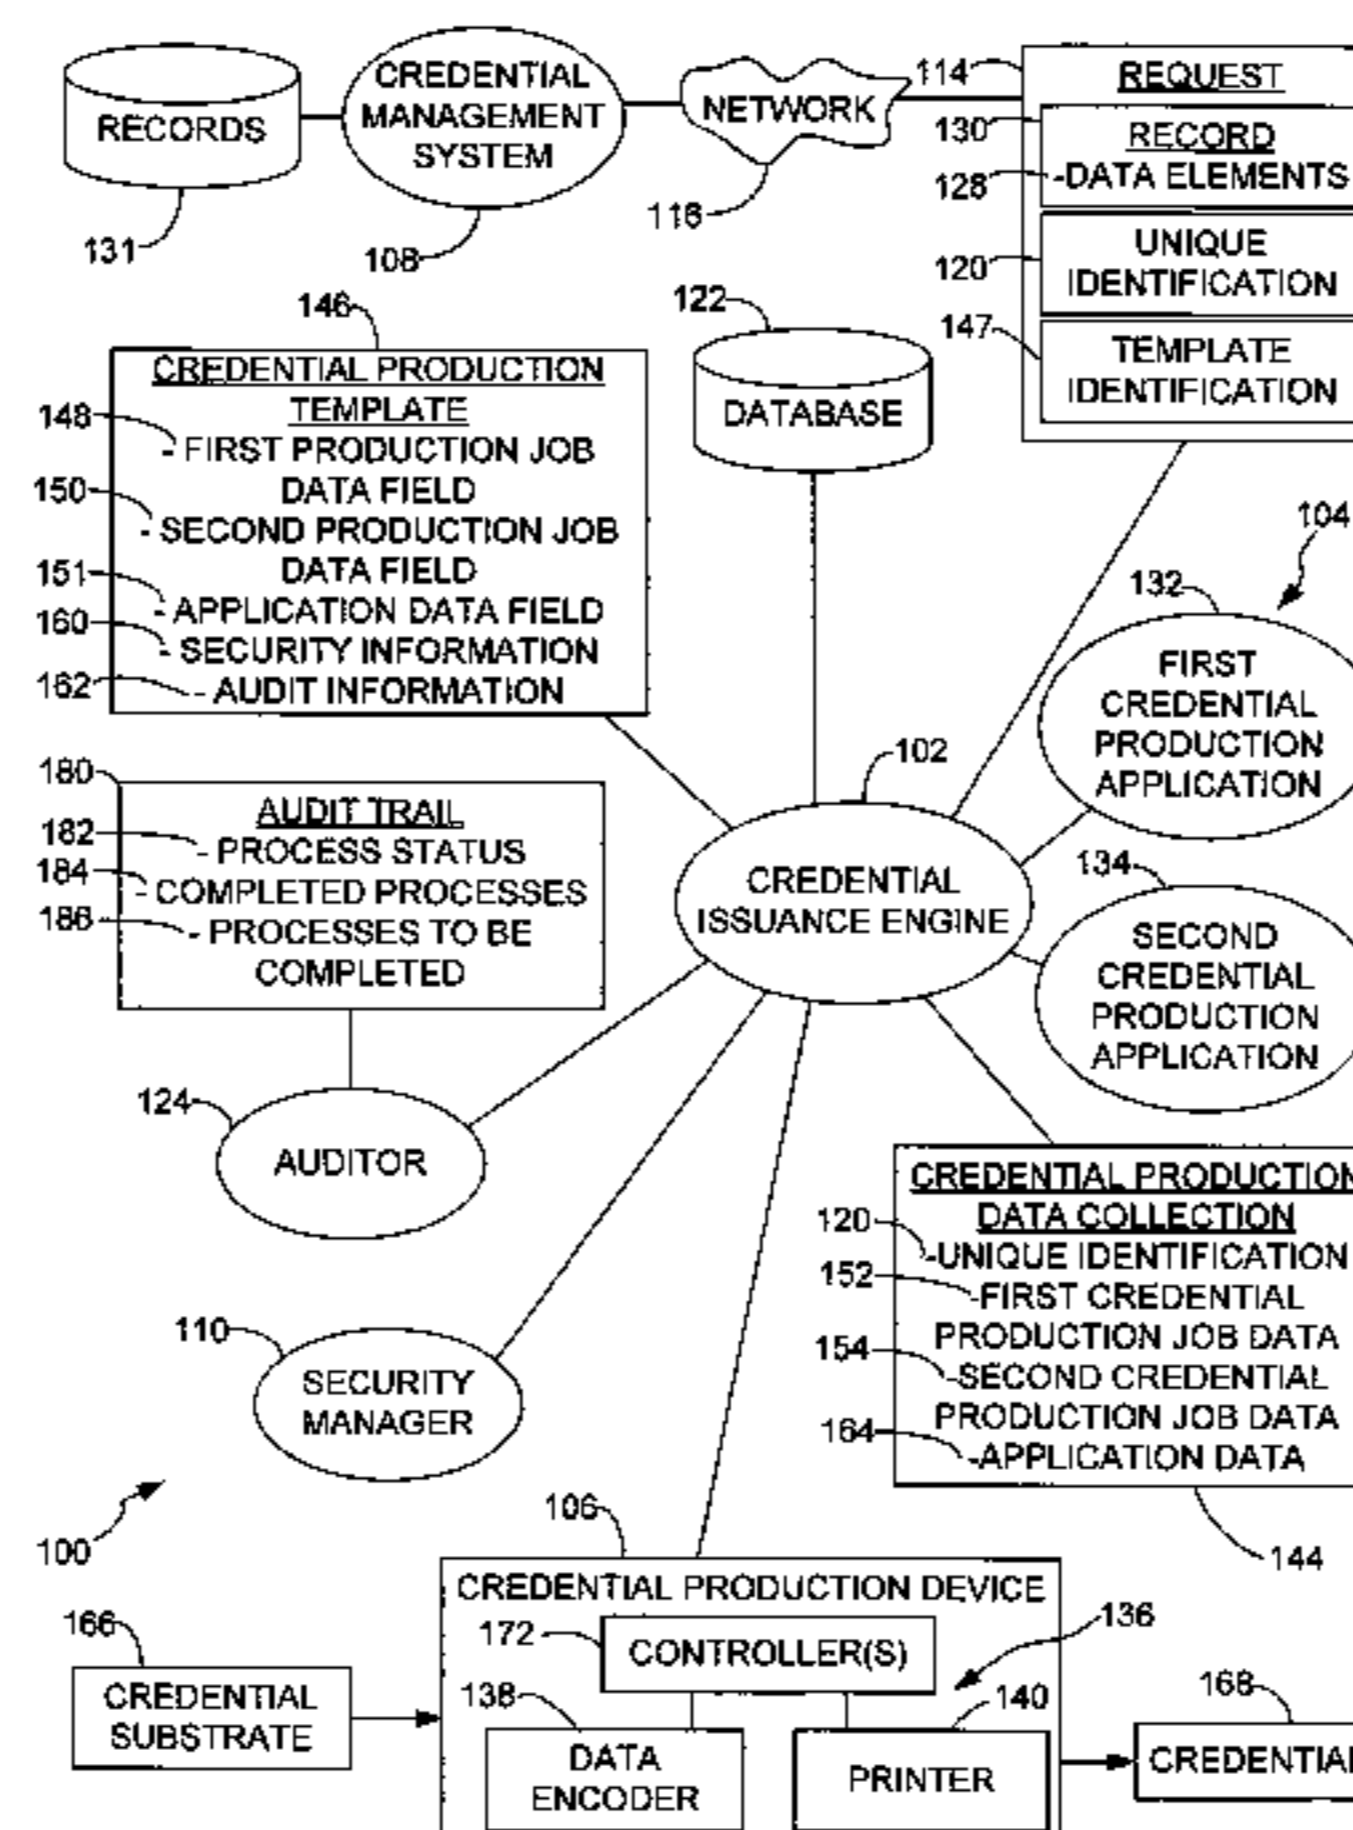 RECORDS
131
CREDENTIAL
MANAGEMENT
SYSTEM
108
NETWORK
116
114
REQUEST
130
RECORD
128
-DATA ELEMENTS
120
UNIQUE
IDENTIFICATION
147
TEMPLATE
IDENTIFICATION
146
CREDENTIAL PRODUCTION
TEMPLATE
148
- FIRST PRODUCTION JOB
DATA FIELD
150
- SECOND PRODUCTION JOB
DATA FIELD
151
- APPLICATION DATA FIELD
160
- SECURITY INFORMATION
162
- AUDIT INFORMATION
122
DATABASE
104
132
FIRST
CREDENTIAL
PRODUCTION
APPLICATION
102
CREDENTIAL
ISSUANCE ENGINE
134
SECOND
CREDENTIAL
PRODUCTION
APPLICATION
180
AUDIT TRAIL
182
- PROCESS STATUS
184
- COMPLETED PROCESSES
186
- PROCESSES TO BE
COMPLETED
124
AUDITOR
110
SECURITY
MANAGER
CREDENTIAL PRODUCTION
DATA COLLECTION
120
-UNIQUE IDENTIFICATION
152
-FIRST CREDENTIAL
PRODUCTION JOB DATA
154
-SECOND CREDENTIAL
PRODUCTION JOB DATA
164
-APPLICATION DATA
144
100
106
CREDENTIAL PRODUCTION DEVICE
172
CONTROLLER(S)
136
166
CREDENTIAL
SUBSTRATE
138
DATA
ENCODER
140
PRINTER
168
CREDENTIAL